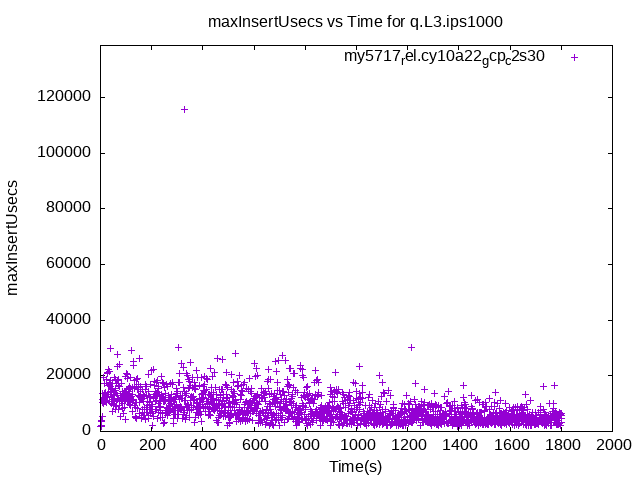 maxInsertUsecs vs Time for q.L3.ips1000
my5717rel.cy10a22gcpc2s30
120000
100000
80000
60000
40000
20000
0
maxInsertUsecs
0 200 400 600 800 1000 1200 1400 1600 1800 2000
Time(s)